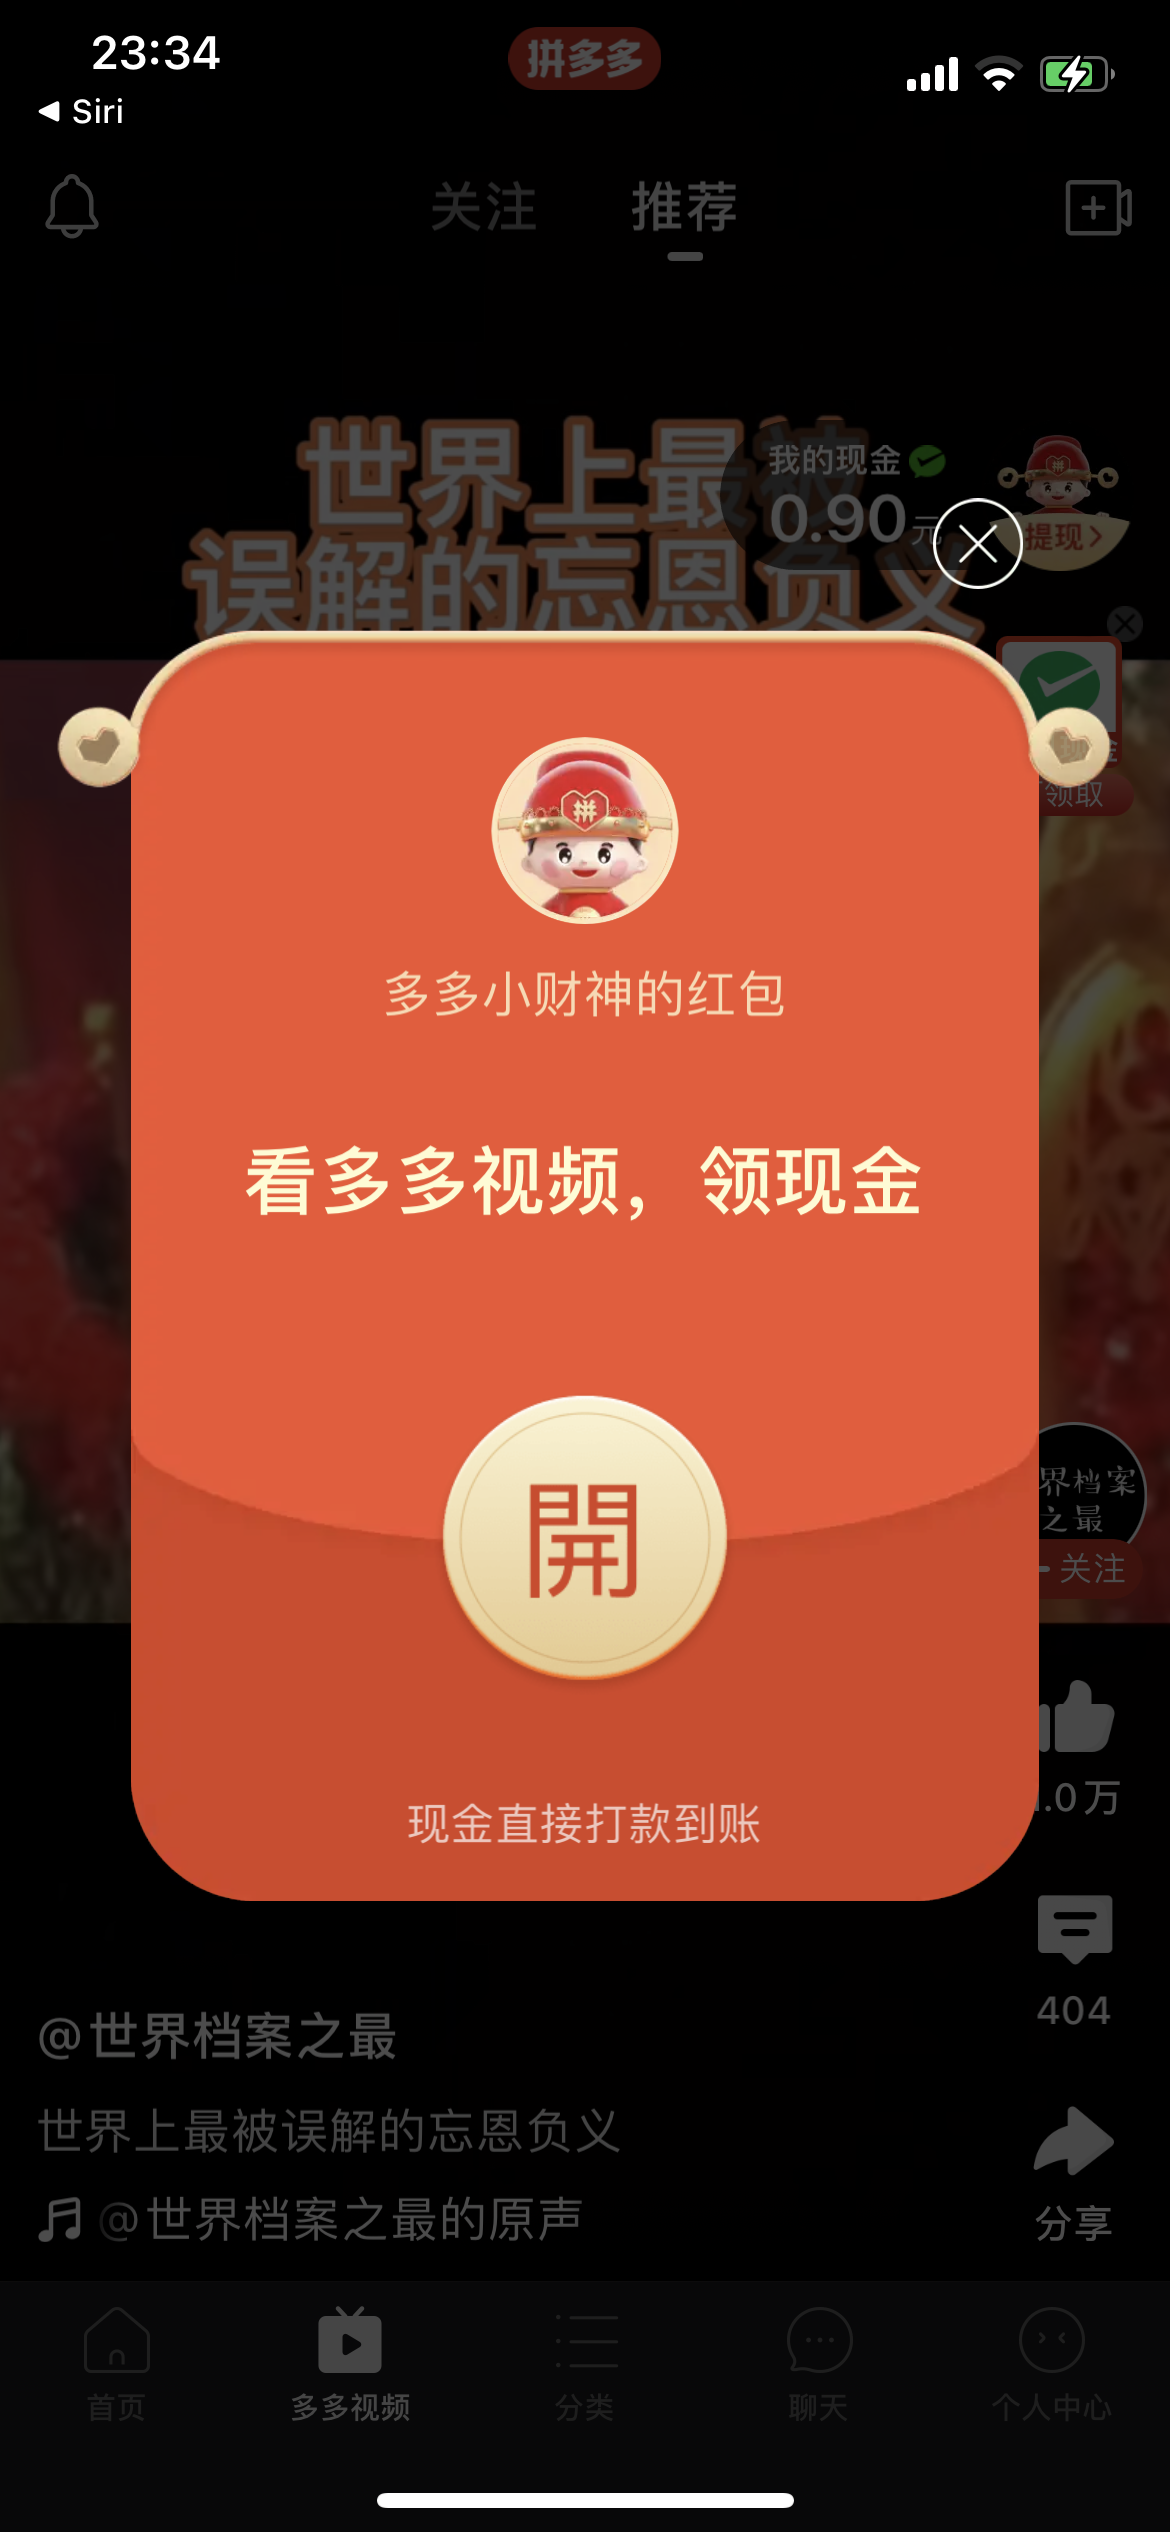 23:34
拼多多
Siri
关注
推荐
世界上最被
误解的忘恩负义
我的现金
0.90元
提现
现金
领取
拼
多多小财神的红包
看多多视频，领现金
開
现金直接打款到账
界档案
之最
关注
1.0万
404
分享
@世界档案之最
世界上最被误解的忘恩负义
@世界档案之最的原声
首页
多多视频
分类
聊天
个人中心